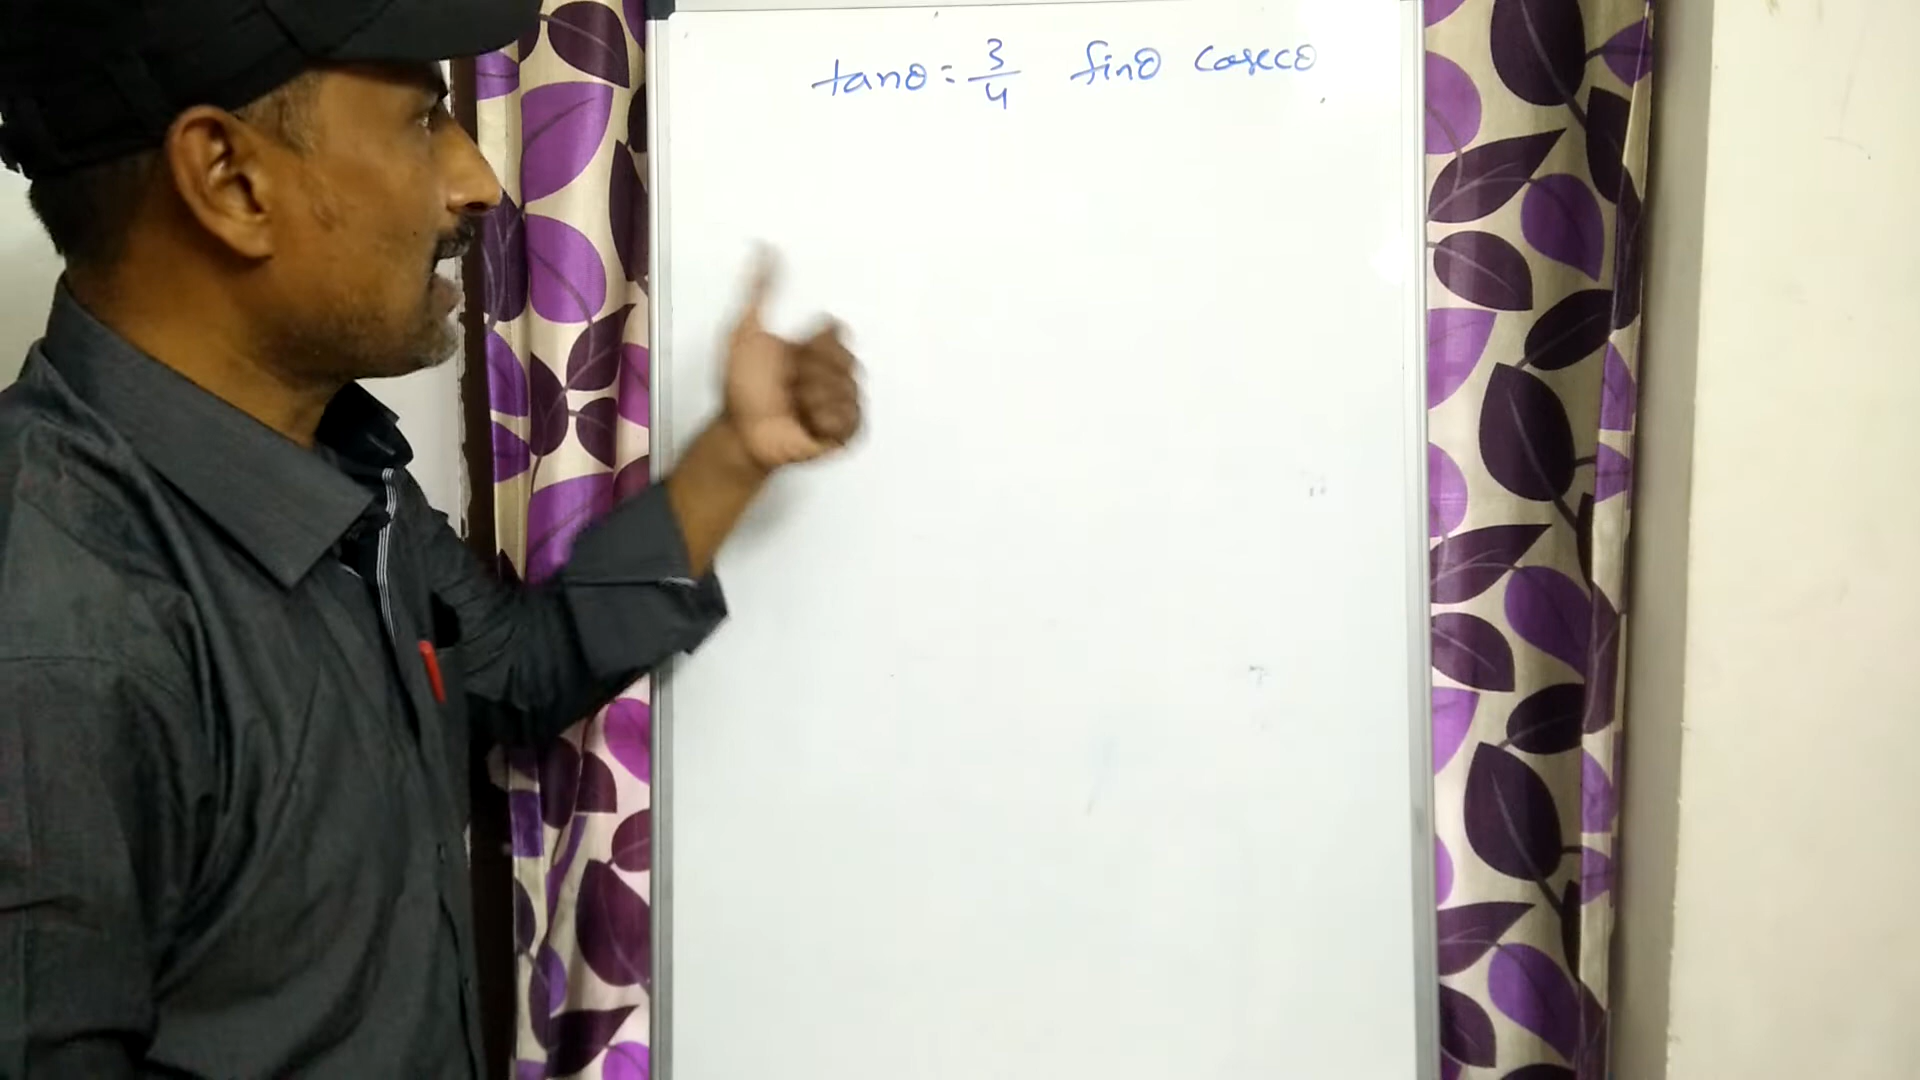 tanθ = 3/4 sinθ cosecθ